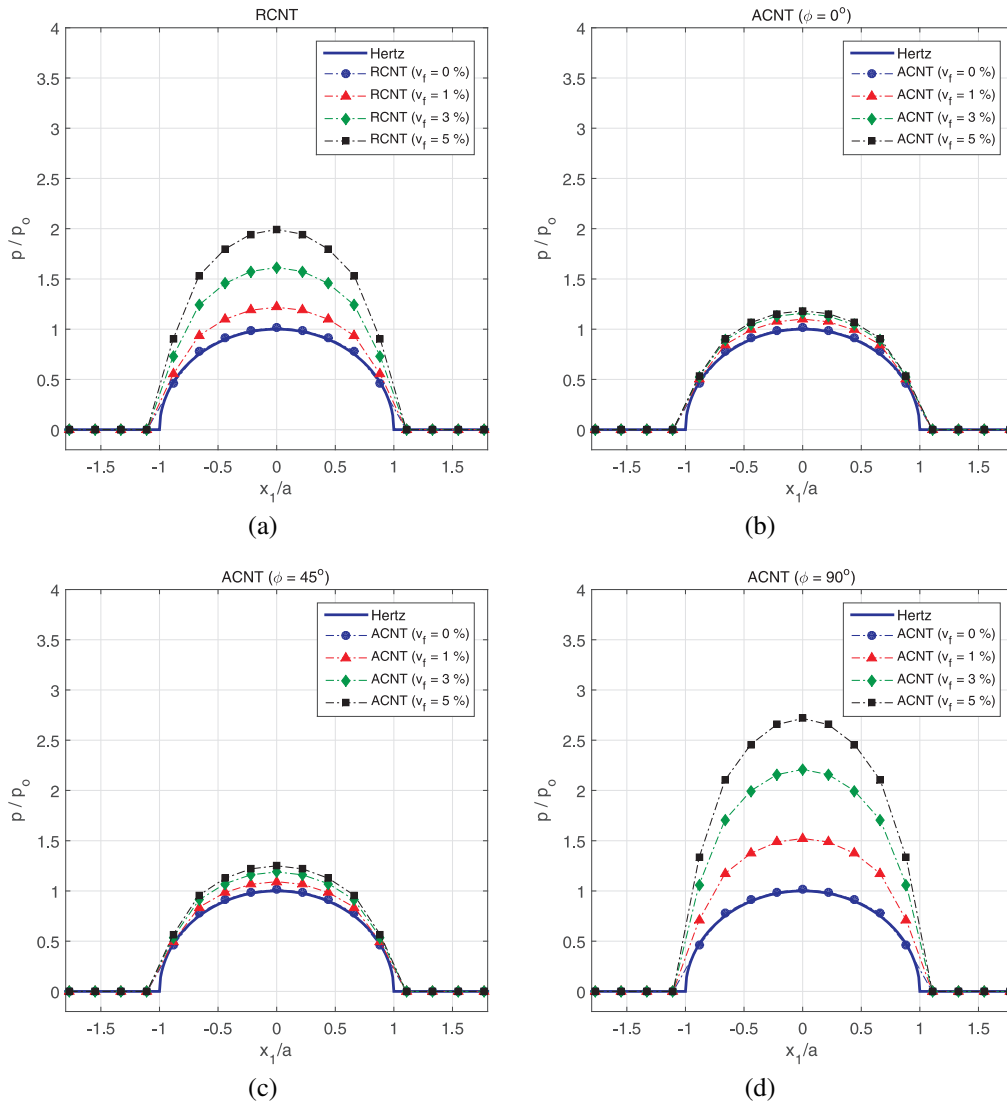 RCNT
4
3.5
3
2.5
2
1.5
1
0.5
0
p / pₒ
-1.5 -1 -0.5 0 0.5 1 1.5
x₁/a
Hertz
RCNT (v_f = 0 %)
RCNT (v_f = 1 %)
RCNT (v_f = 3 %)
RCNT (v_f = 5 %)
(a)
ACNT (ϕ = 0°)
4
3.5
3
2.5
2
1.5
1
0.5
0
p / pₒ
-1.5 -1 -0.5 0 0.5 1 1.5
x₁/a
Hertz
ACNT (v_f = 0 %)
ACNT (v_f = 1 %)
ACNT (v_f = 3 %)
ACNT (v_f = 5 %)
(b)
ACNT (ϕ = 45°)
4
3.5
3
2.5
2
1.5
1
0.5
0
p / pₒ
-1.5 -1 -0.5 0 0.5 1 1.5
x₁/a
Hertz
ACNT (v_f = 0 %)
ACNT (v_f = 1 %)
ACNT (v_f = 3 %)
ACNT (v_f = 5 %)
(c)
ACNT (ϕ = 90°)
4
3.5
3
2.5
2
1.5
1
0.5
0
p / pₒ
-1.5 -1 -0.5 0 0.5 1 1.5
x₁/a
Hertz
ACNT (v_f = 0 %)
ACNT (v_f = 1 %)
ACNT (v_f = 3 %)
ACNT (v_f = 5 %)
(d)